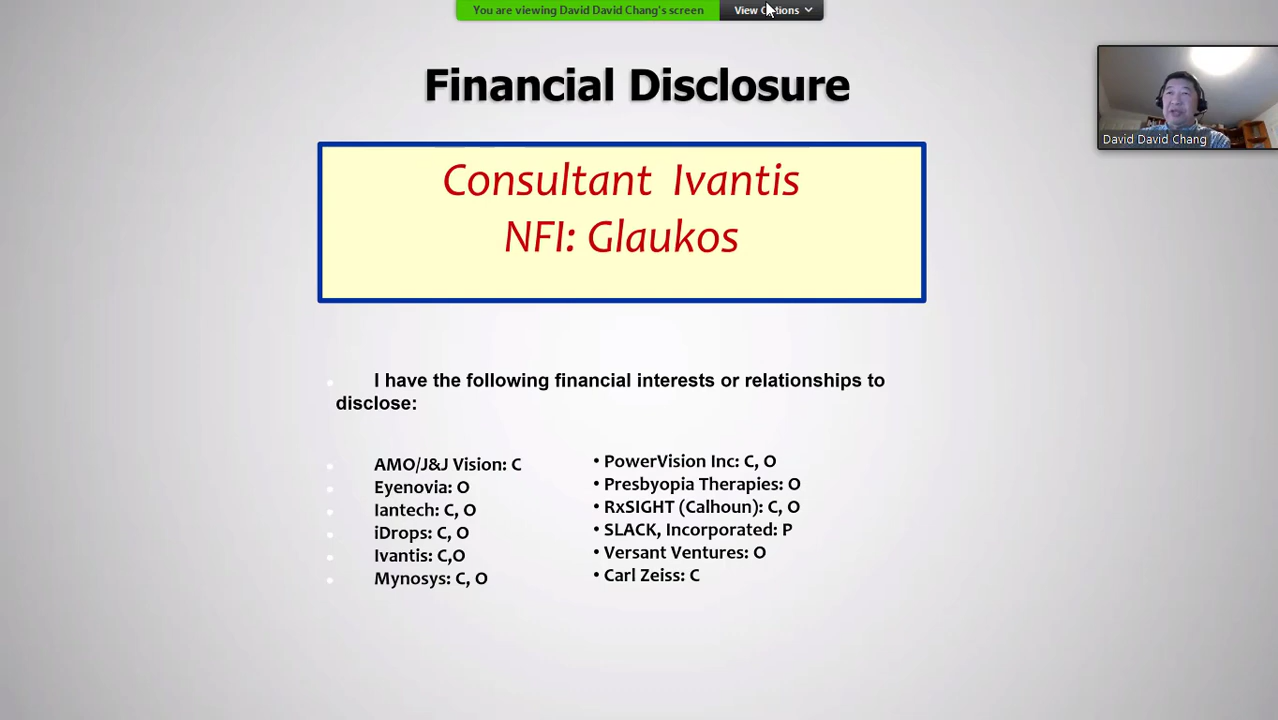 You are viewing David David Chang's screen
View Options
Financial Disclosure
David David Chang
Consultant Ivantis
NFI: Glaukos
I have the following financial interests or relationships to
disclose:
AMO/J&J Vision: C
Eyenovia: O
Iantech: C, O
iDrops: C, O
Ivantis: C,O
Mynosys: C, O
• PowerVision Inc: C, O
• Presbyopia Therapies: O
• RxSIGHT (Calhoun): C, O
• SLACK, Incorporated: P
• Versant Ventures: O
• Carl Zeiss: C